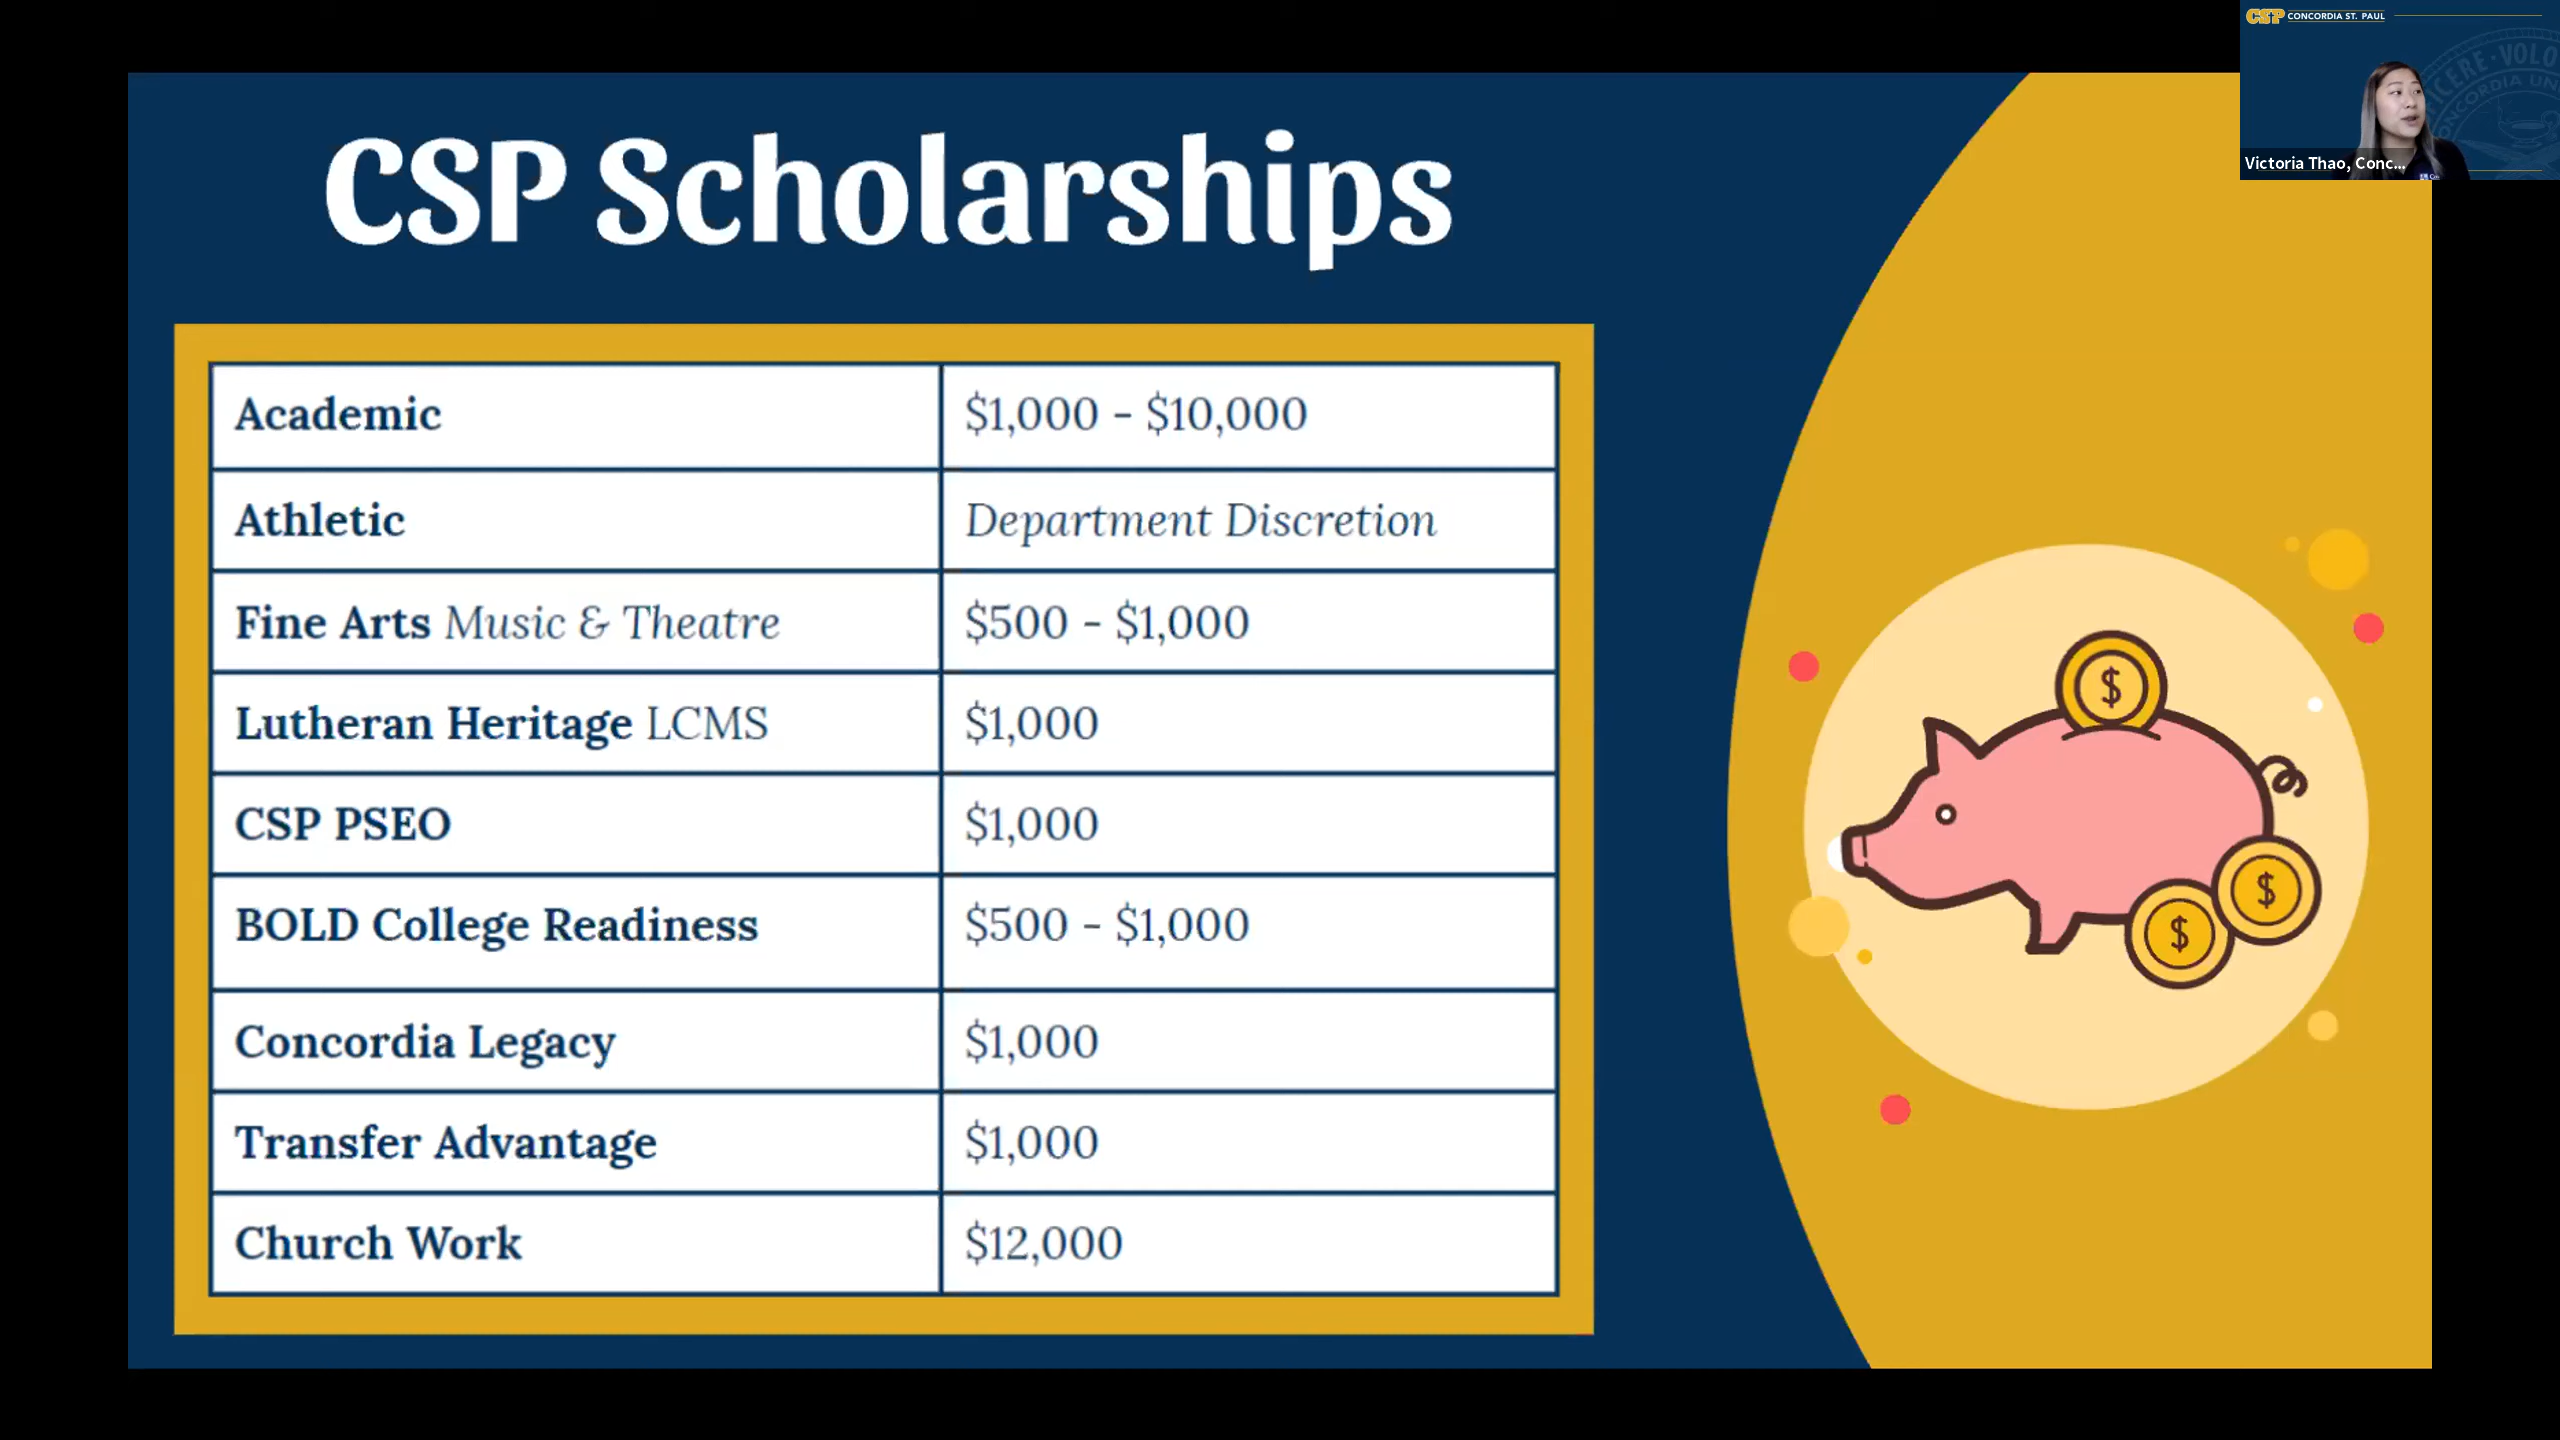 CSP CONCORDIA ST. PAUL
Victoria Thao, Conc...
CSP Scholarships
Academic $1,000 - $10,000
Athletic Department Discretion
Fine Arts Music & Theatre $500 - $1,000
Lutheran Heritage LCMS $1,000
CSP PSEO $1,000
BOLD College Readiness $500 - $1,000
Concordia Legacy $1,000
Transfer Advantage $1,000
Church Work $12,000
$
$
$